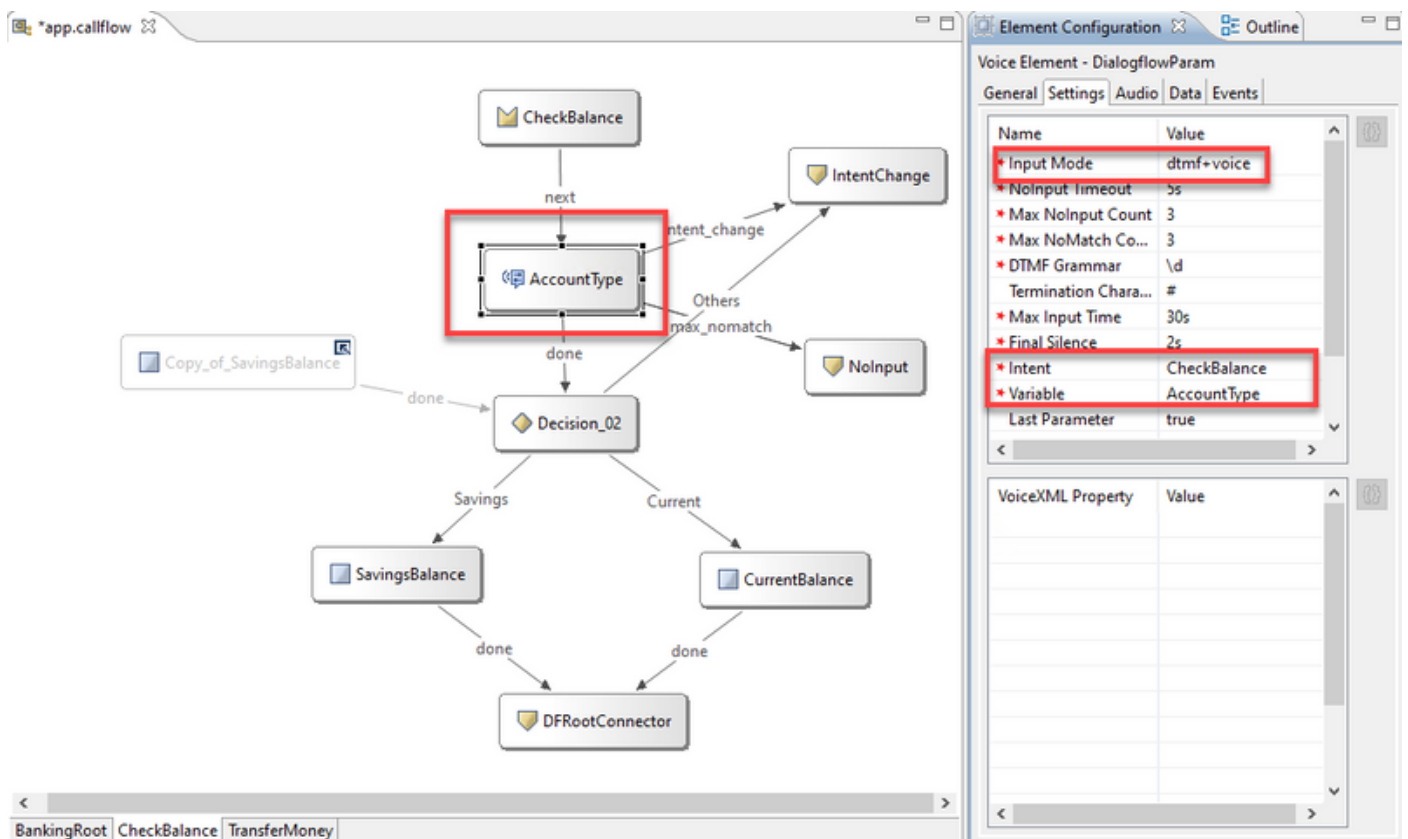 *app.callflow
CheckBalance
next
IntentChange
ntent_change
AccountType
Others
max_nomatch
done
Copy_of_SavingsBalance
NoInput
done
Decision_02
Savings
Current
SavingsBalance
CurrentBalance
done
done
DFRootConnector
BankingRoot CheckBalance TransferMoney
Element Configuration Outline
Voice Element - DialogflowParam
General Settings Audio Data Events
Name Value
* Input Mode dtmf+voice
* NoInput Timeout 5s
* Max NoInput Count 3
* Max NoMatch Co... 3
* DTMF Grammar \d
Termination Chara... #
* Max Input Time 30s
* Final Silence 2s
* Intent CheckBalance
* Variable AccountType
Last Parameter true
VoiceXML Property Value